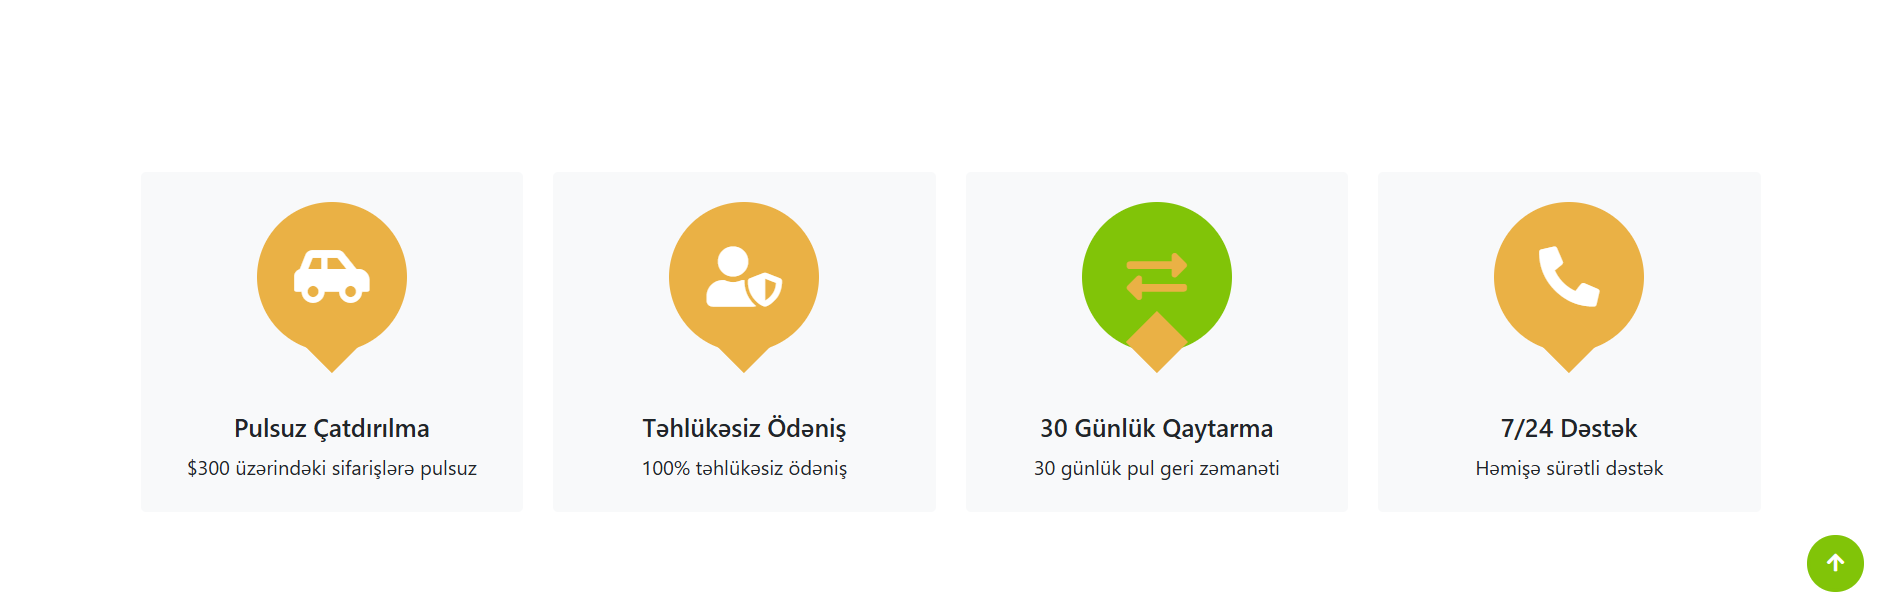 Pulsuz Çatdırılma
$300 üzərindəki sifarişlərə pulsuz
Təhlükəsiz Ödəniş
100% təhlükəsiz ödəniş
30 Günlük Qaytarma
30 günlük pul geri zəmanəti
7/24 Dəstək
Həmişə sürətli dəstək